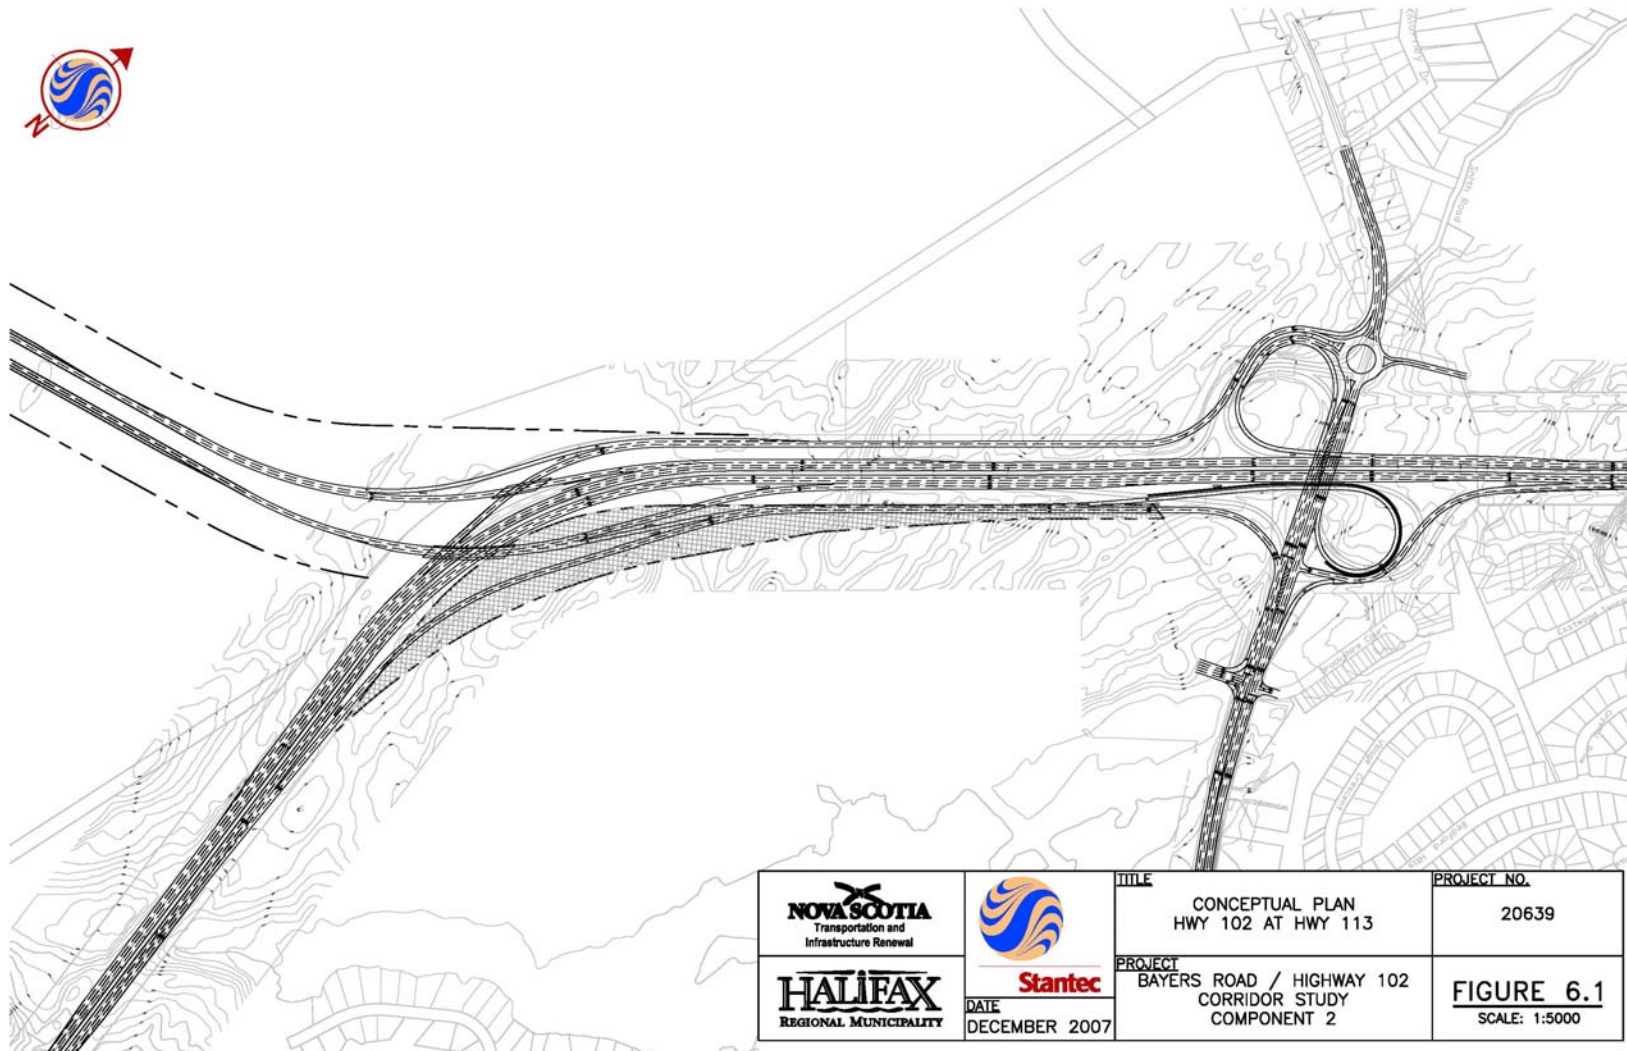 N
Smith Road
NOVA SCOTIA
Transportation and
Infrastructure Renewal
HALIFAX
REGIONAL MUNICIPALITY
Stantec
DATE
DECEMBER 2007
TITLE
CONCEPTUAL PLAN
HWY 102 AT HWY 113
PROJECT
BAYERS ROAD / HIGHWAY 102
CORRIDOR STUDY
COMPONENT 2
PROJECT NO.
20639
FIGURE 6.1
SCALE: 1:5000